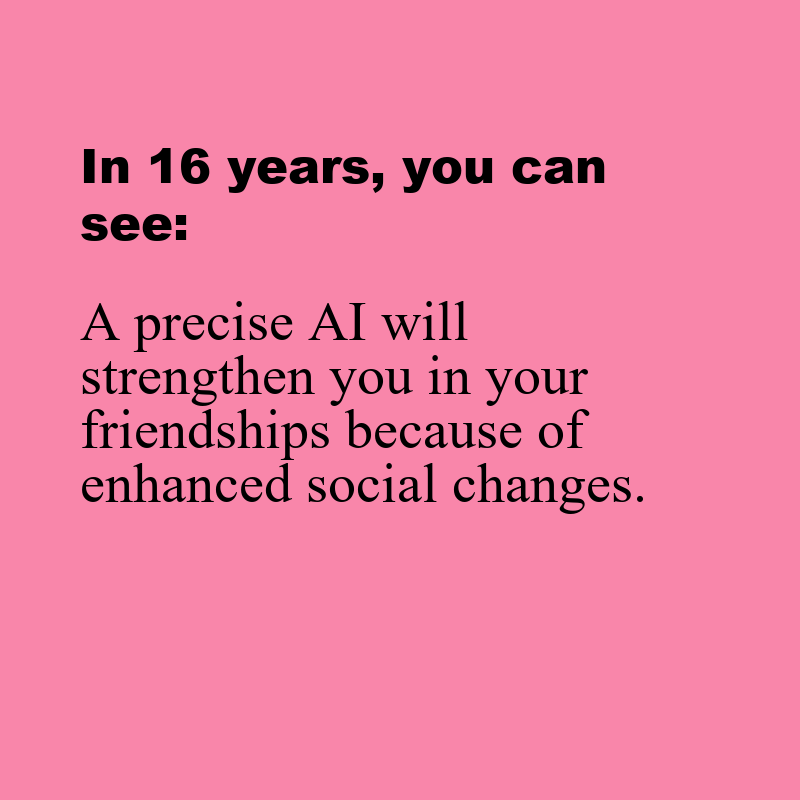 In 16 years, you can
see:
A precise AI will
strengthen you in your
friendships because of
enhanced social changes.